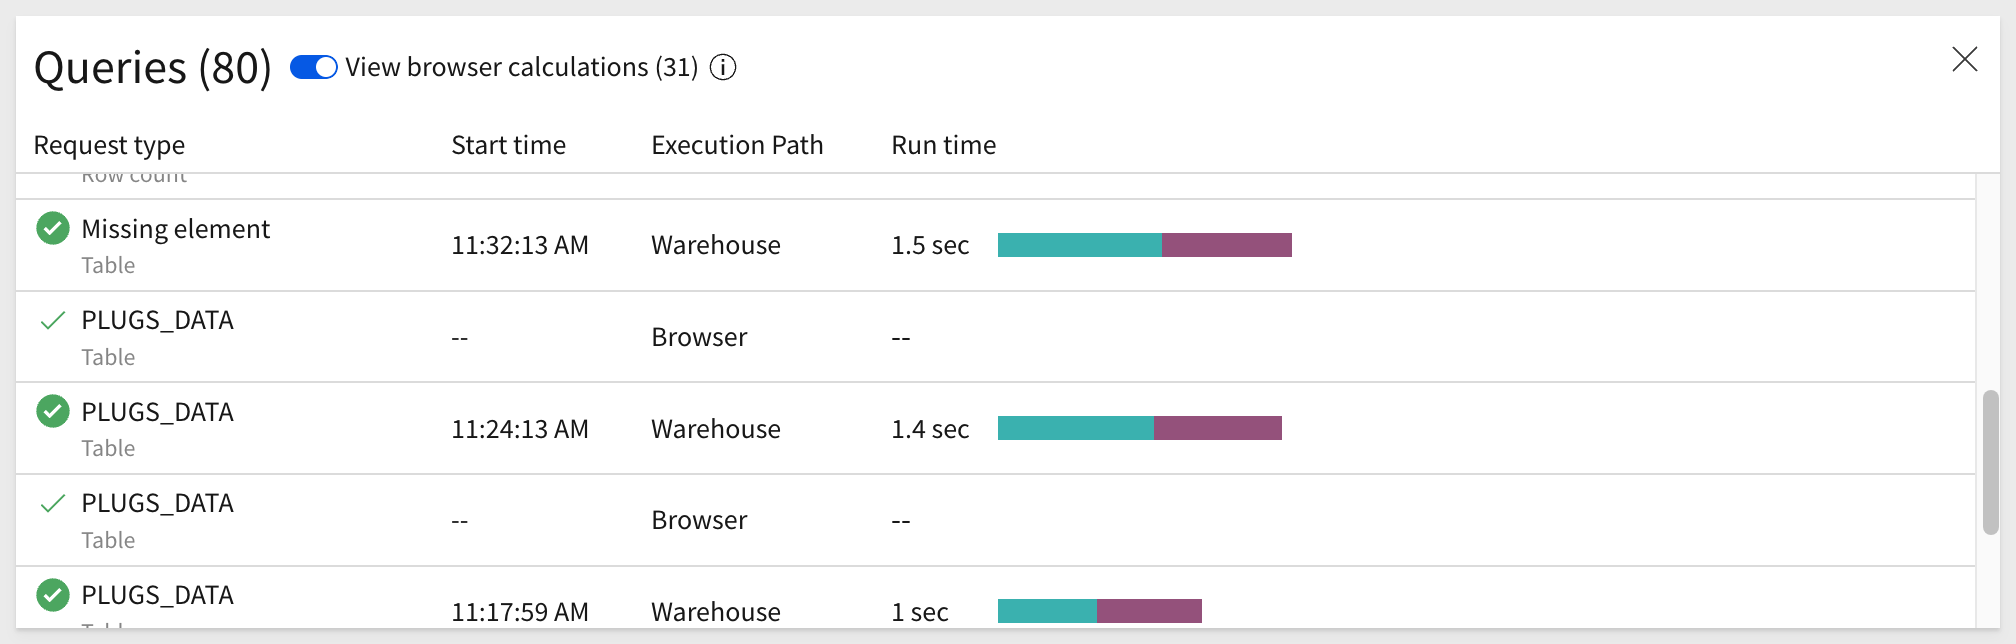 Queries (80) View browser calculations (31)
Request type Start time Execution Path Run time
Row count
Missing element
Table
11:32:13 AM Warehouse 1.5 sec
PLUGS_DATA
Table
-- Browser --
PLUGS_DATA
Table
11:24:13 AM Warehouse 1.4 sec
PLUGS_DATA
Table
-- Browser --
PLUGS_DATA
11:17:59 AM Warehouse 1 sec